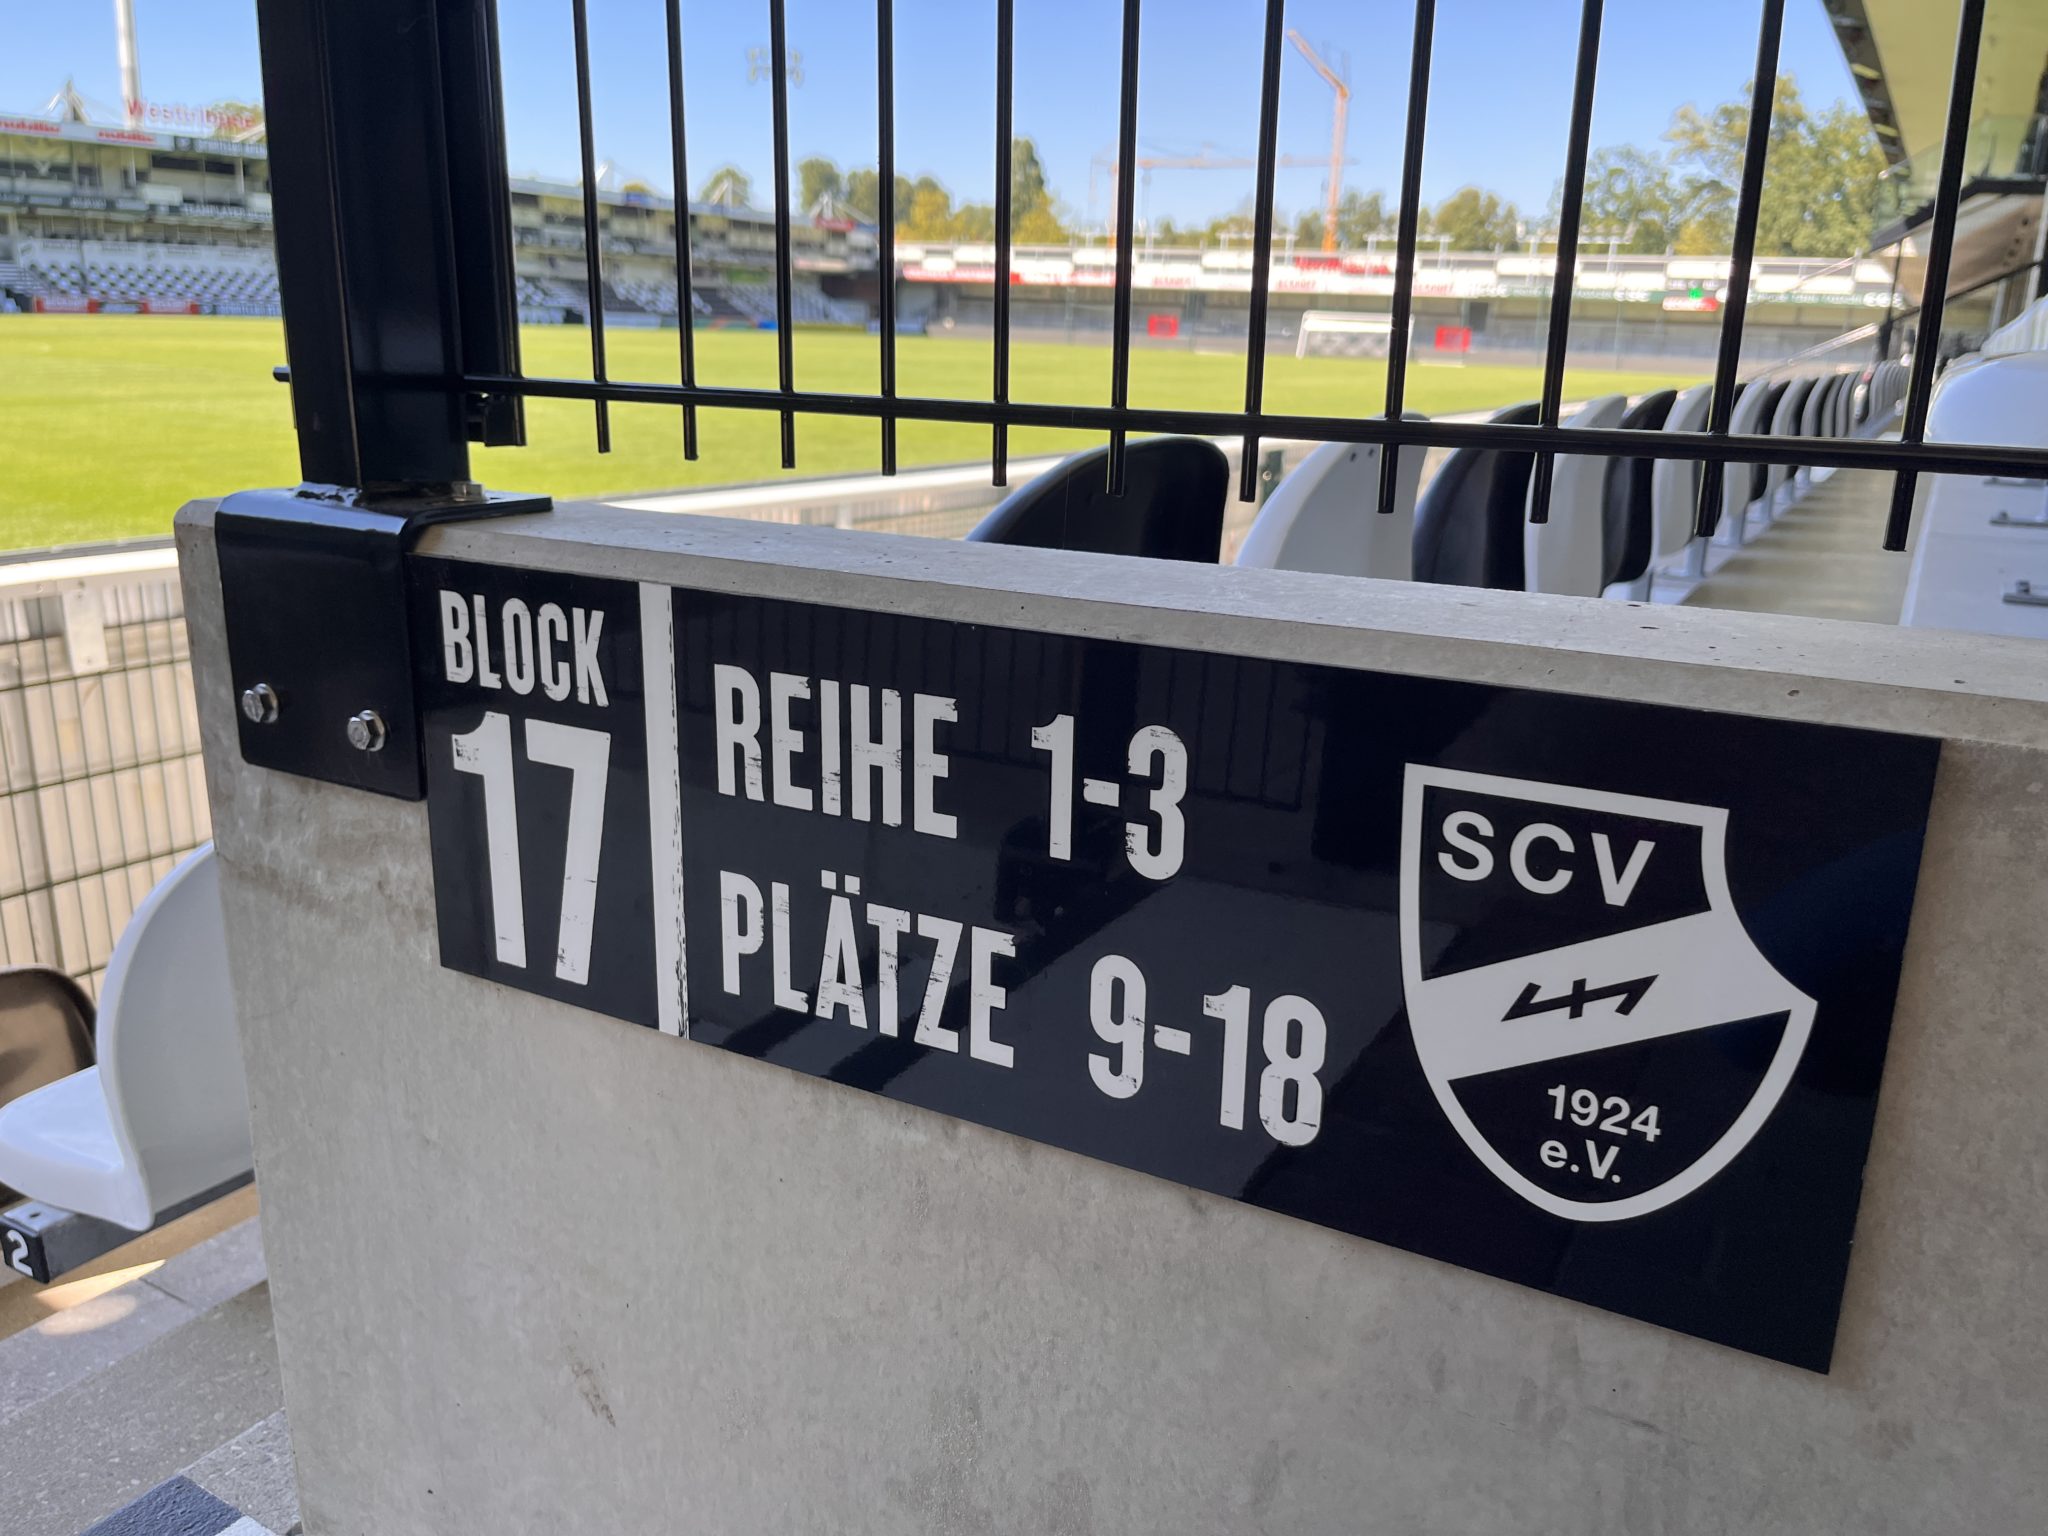 BLOCK
17
REIHE 1-3
PLÄTZE 9-18
SCV
1924
e.V.
2